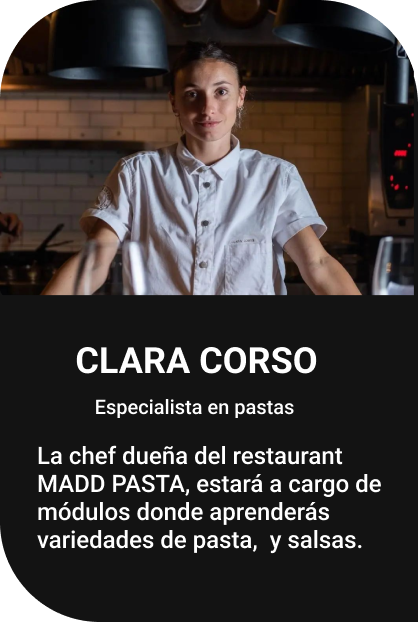 CLARA CORSO
Especialista en pastas
La chef dueña del restaurant
MADD PASTA, estará a cargo de
módulos donde aprenderás
variedades de pasta,  y salsas.